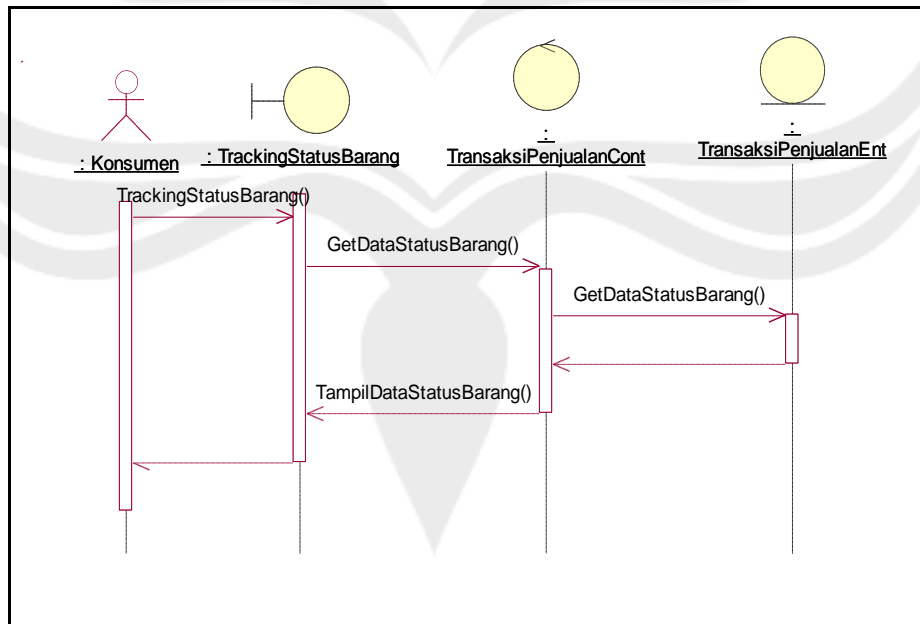 : Konsumen
: TrackingStatusBarang
:
TransaksiPenjualanCont
:
TransaksiPenjualanEnt
TrackingStatusBarang()
GetDataStatusBarang()
GetDataStatusBarang()
TampilDataStatusBarang()